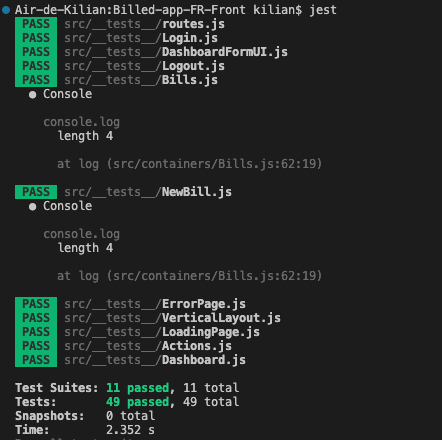 Air-de-Kilian:Billed-app-FR-Front kilian$ jest
PASS src/__tests__/routes.js
PASS src/__tests__/Login.js
PASS src/__tests__/DashboardFormUI.js
PASS src/__tests__/Logout.js
PASS src/__tests__/Bills.js
● Console
console.log
length 4
at log (src/containers/Bills.js:62:19)
PASS src/__tests__/NewBill.js
● Console
console.log
length 4
at log (src/containers/Bills.js:62:19)
PASS src/__tests__/ErrorPage.js
PASS src/__tests__/VerticalLayout.js
PASS src/__tests__/LoadingPage.js
PASS src/__tests__/Actions.js
PASS src/__tests__/Dashboard.js
Test Suites: 11 passed, 11 total
Tests: 49 passed, 49 total
Snapshots: 0 total
Time: 2.352 s